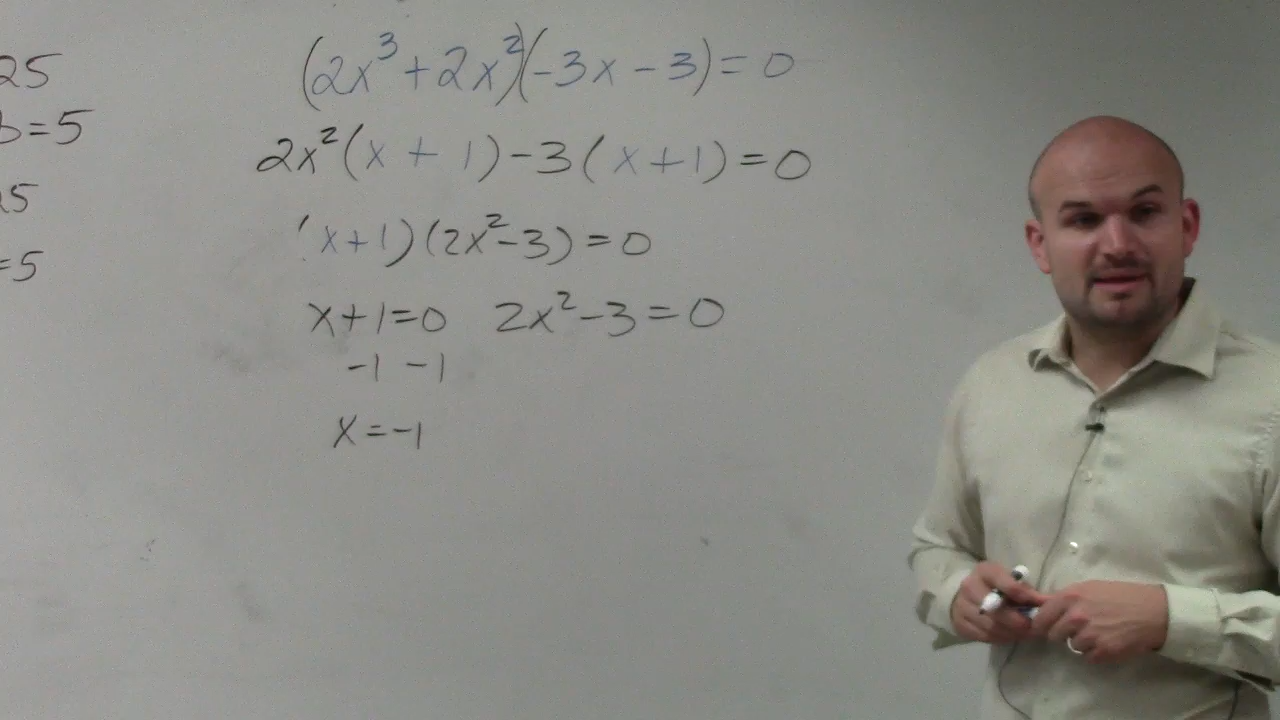 25
b=5
25
=5
(2x³+2x²)(-3x-3)=0
2x²(x+1)-3(x+1)=0
(x+1)(2x²-3)=0
x+1=0 2x²-3=0
-1 -1
x=-1